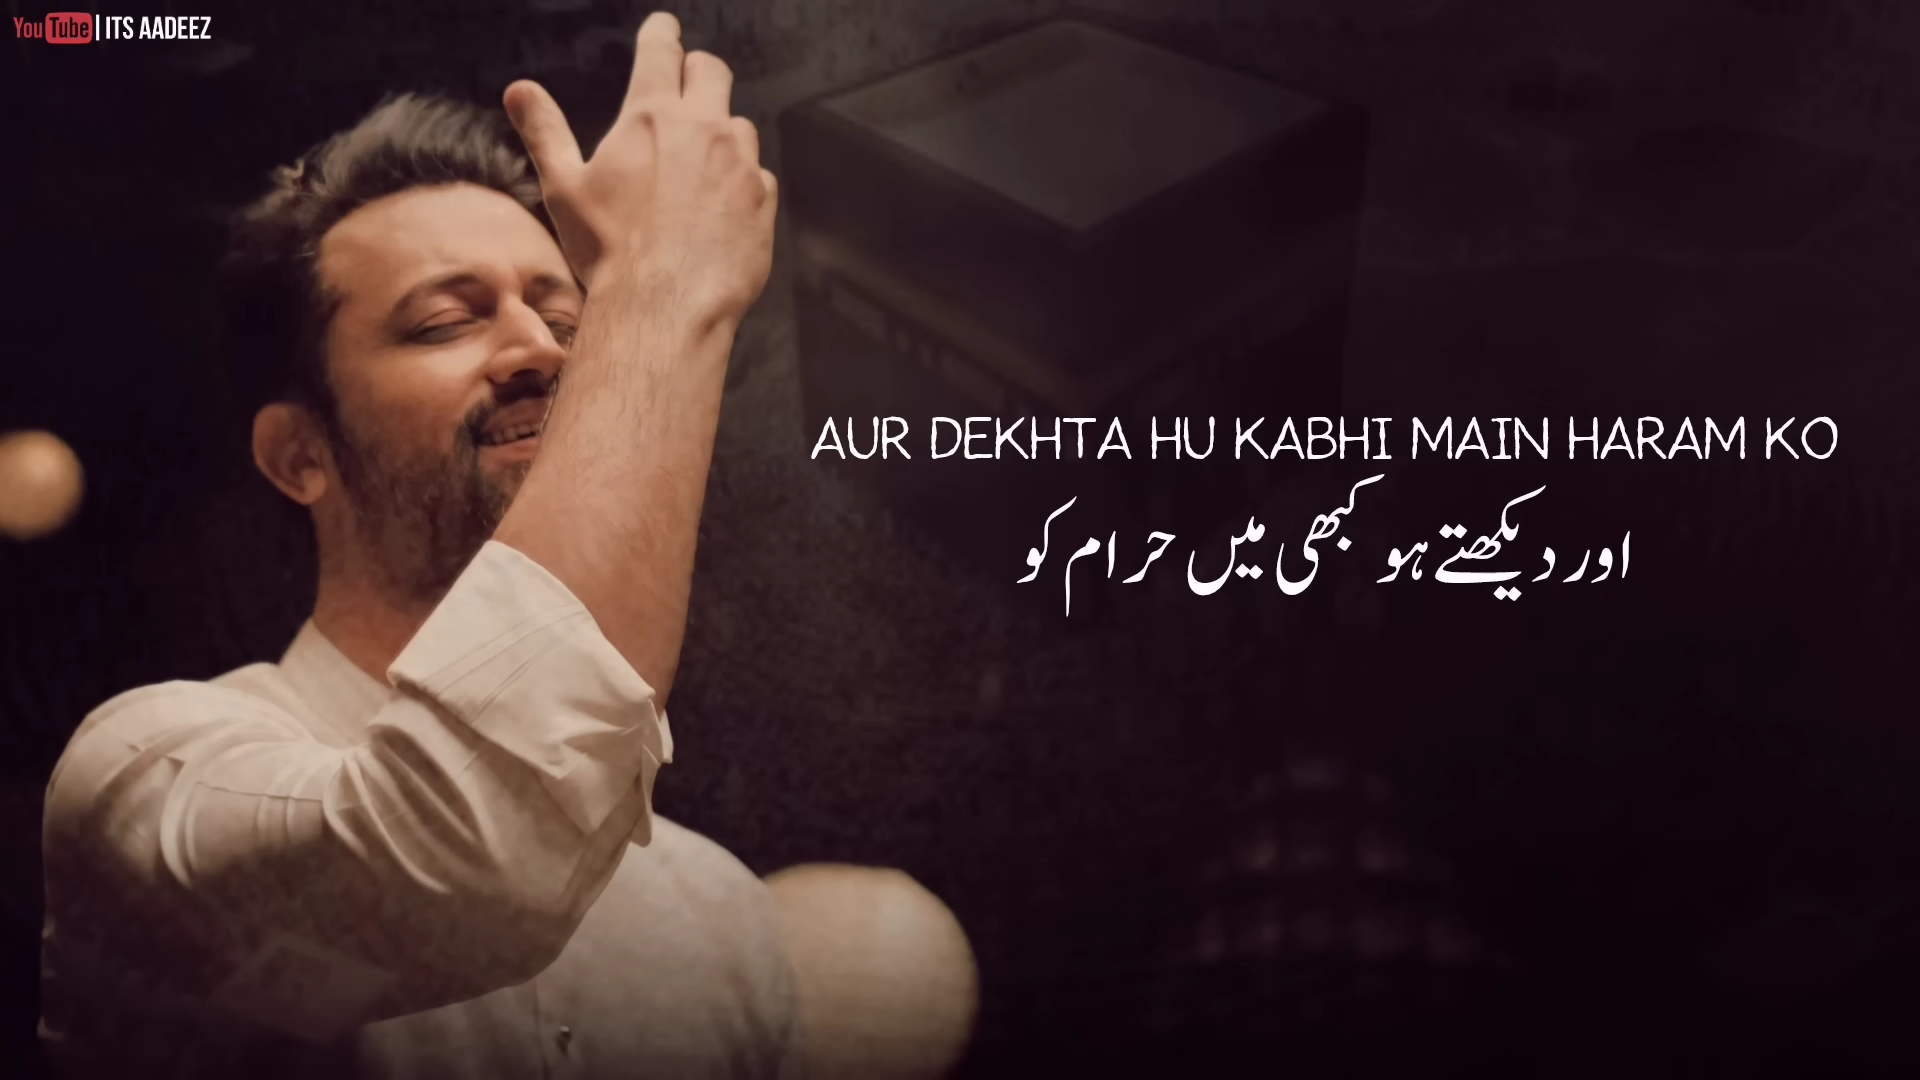 YouTube | ITS AADEEZ
AUR DEKHTA HU KABHI MAIN HARAM KO
اور دیکھتے ہو کبھی میں حرام کو